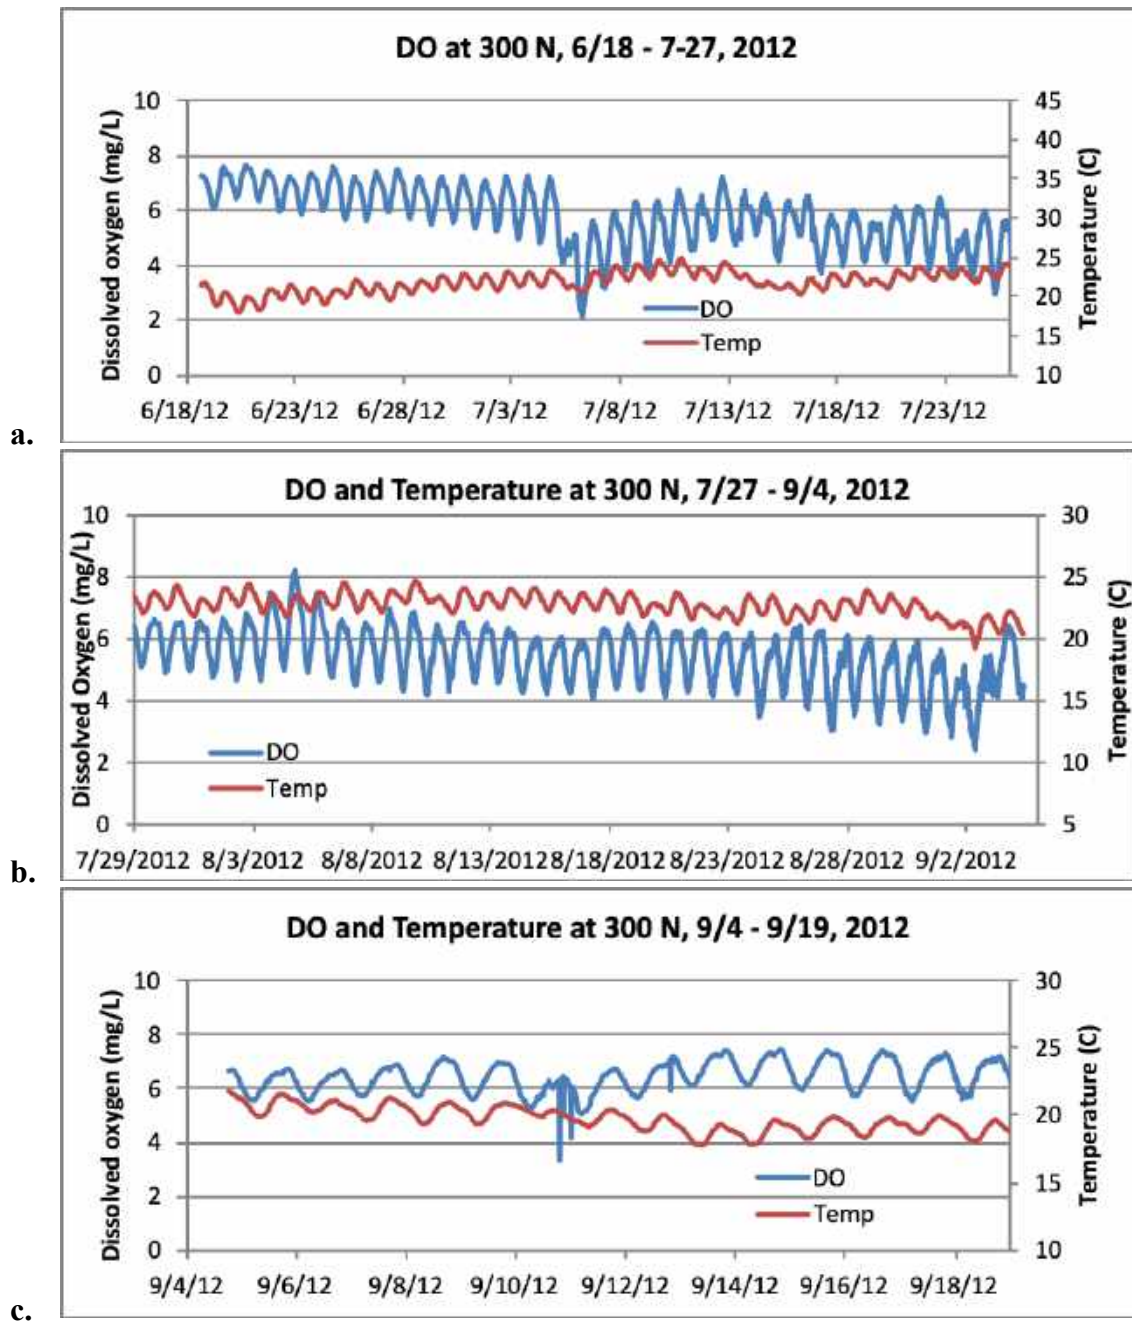 DO at 300 N, 6/18 - 7-27, 2012
Dissolved oxygen (mg/L)
10
8
6
4
2
0
45
40
35
30
25
20
15
10
Temperature (C)
DO
Temp
6/18/12 6/23/12 6/28/12 7/3/12 7/8/12 7/13/12 7/18/12 7/23/12
a.
DO and Temperature at 300 N, 7/27 - 9/4, 2012
Dissolved Oxygen (mg/L)
10
8
6
4
2
0
30
25
20
15
10
5
Temperature (C)
DO
Temp
7/29/2012 8/3/2012 8/8/2012 8/13/2012 8/18/2012 8/23/2012 8/28/2012 9/2/2012
b.
DO and Temperature at 300 N, 9/4 - 9/19, 2012
Dissolved oxygen (mg/L)
10
8
6
4
2
0
30
25
20
15
10
Temperature (C)
DO
Temp
9/4/12 9/6/12 9/8/12 9/10/12 9/12/12 9/14/12 9/16/12 9/18/12
c.